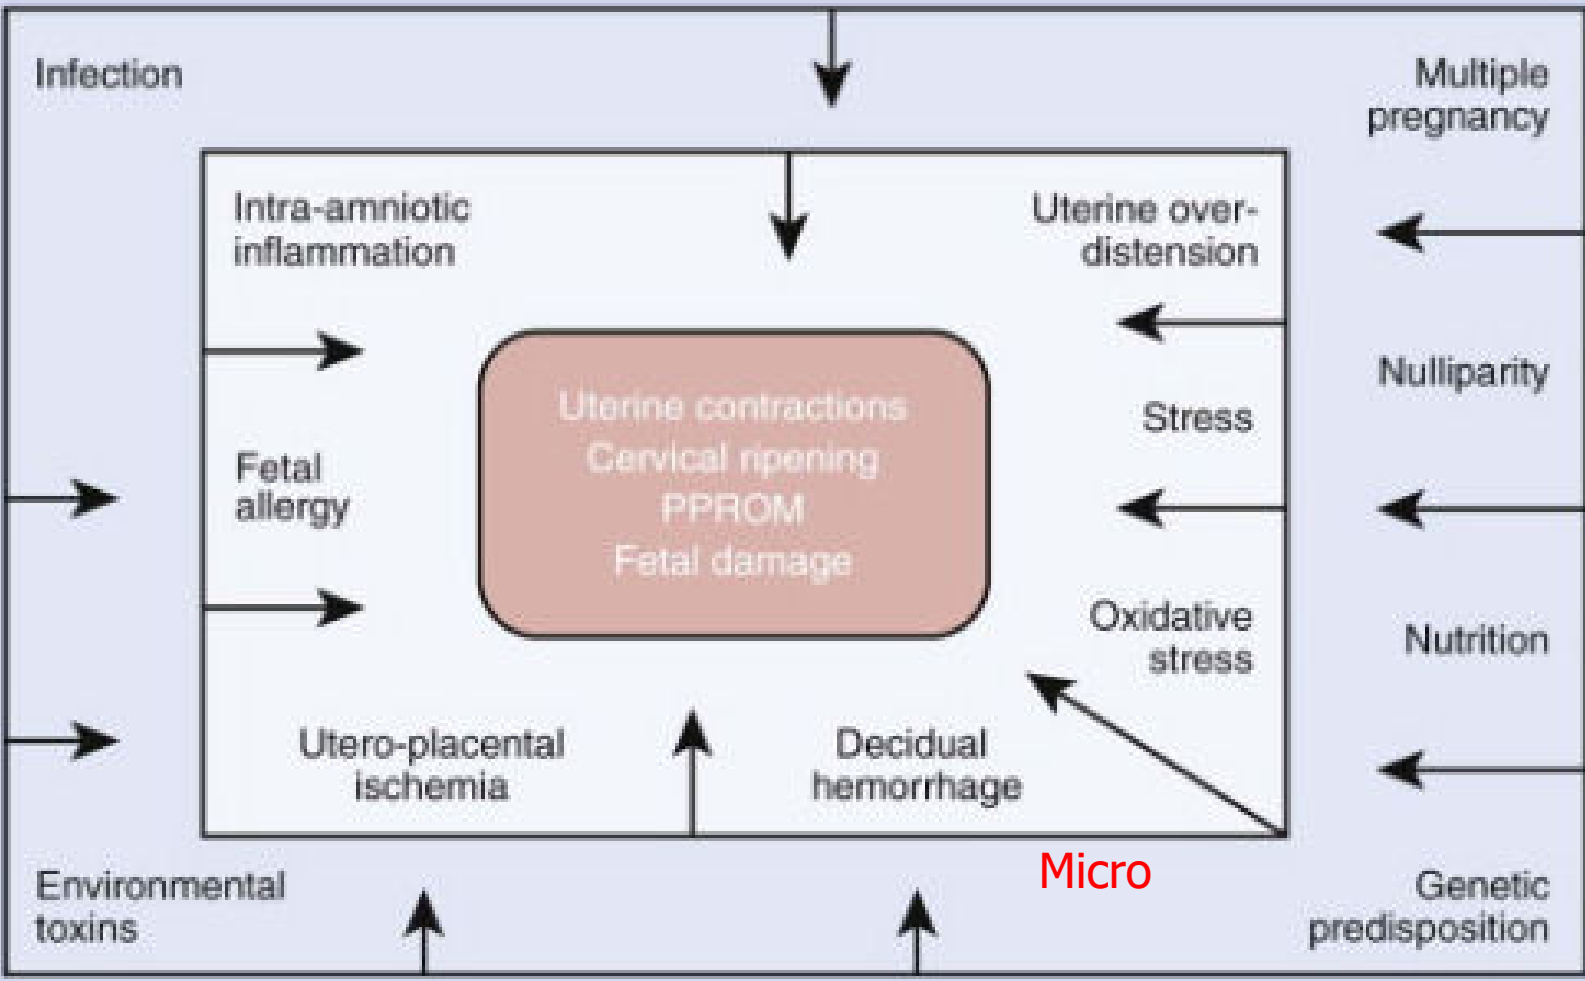 Infection
Multiple
pregnancy
Intra-amniotic
inflammation
Uterine over-
distension
Nulliparity
Uterine contractions
Cervical ripening
PPROM
Fetal damage
Stress
Fetal
allergy
Oxidative
stress
Nutrition
Utero-placental
ischemia
Decidual
hemorrhage
Micro
Environmental
toxins
Genetic
predisposition